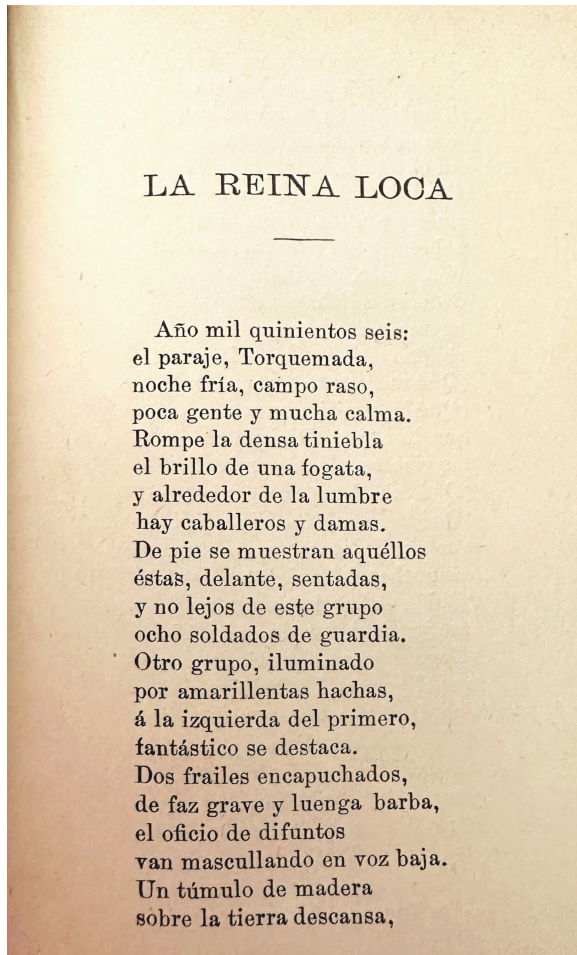 LA REINA LOCA
Año mil quinientos seis:
el paraje, Torquemada,
noche fría, campo raso,
poca gente y mucha calma.
Rompe la densa tiniebla
el brillo de una fogata,
y alrededor de la lumbre
hay caballeros y damas.
De pie se muestran aquéllos
éstas, delante, sentadas,
y no lejos de este grupo
ocho soldados de guardia.
Otro grupo, iluminado
por amarillentas hachas,
á la izquierda del primero,
fantástico se destaca.
Dos frailes encapuchados,
de faz grave y luenga barba,
el oficio de difuntos
van mascullando en voz baja.
Un túmulo de madera
sobre la tierra descansa,